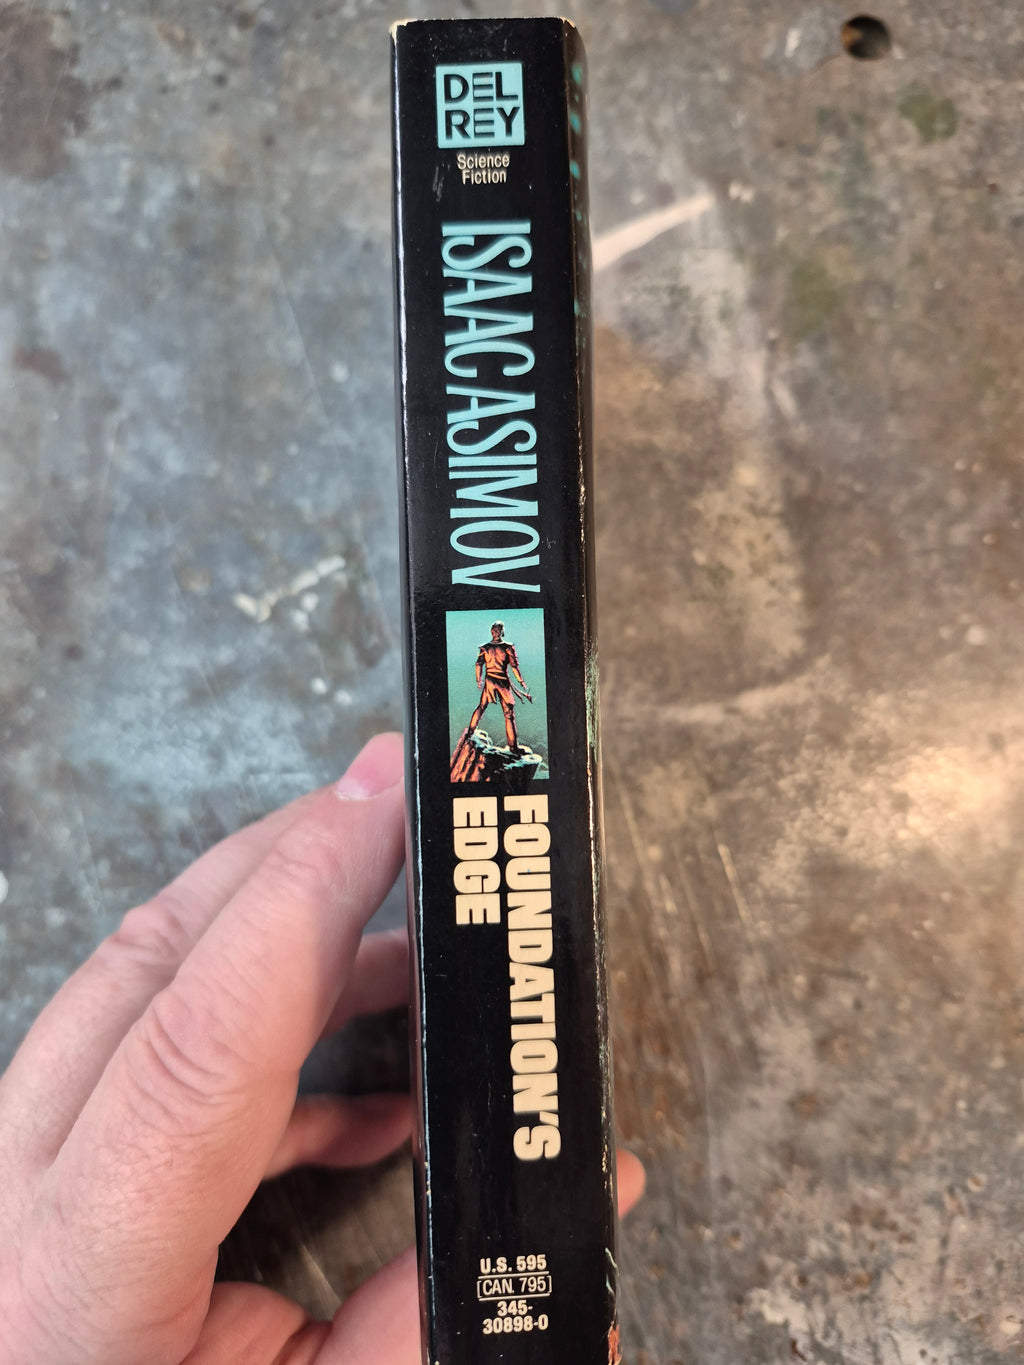 DEL
REY
Science
Fiction
ISAAC ASIMOV
FOUNDATION'S
EDGE
U.S. 595
CAN. 795
345-
30898-0